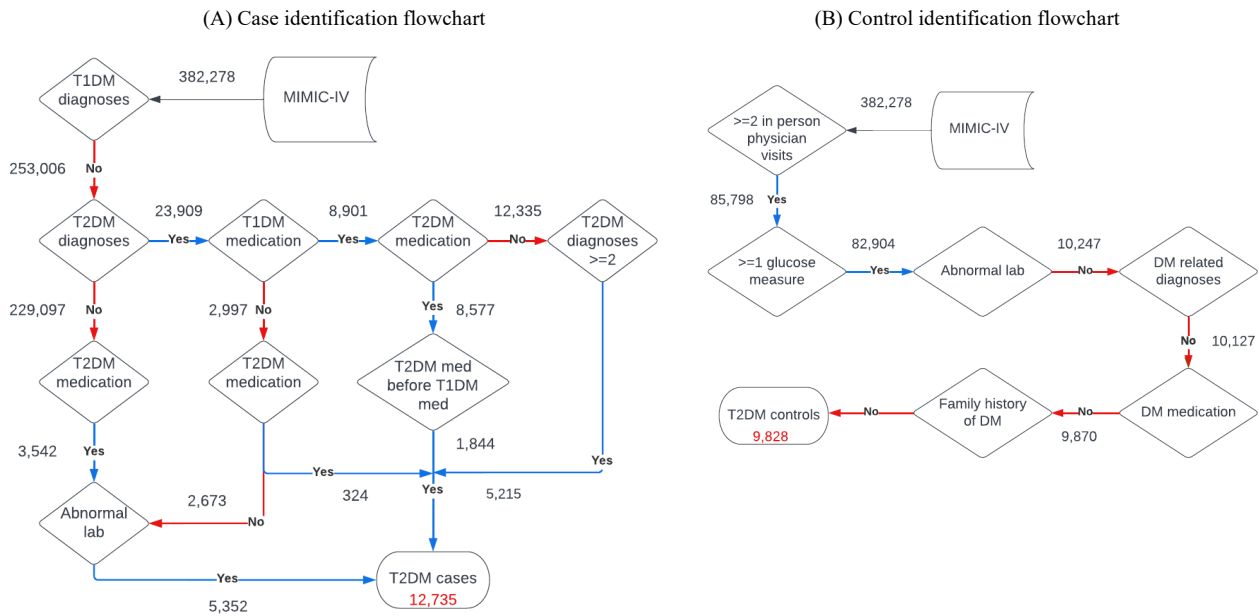 (A) Case identification flowchart
T1DM
diagnoses
382,278
MIMIC-IV
253,006
No
T2DM
diagnoses
23,909
Yes
T1DM
medication
8,901
Yes
T2DM
medication
12,335
No
T2DM
diagnoses
>=2
229,097
No
2,997
No
Yes
8,577
T2DM
medication
T2DM
medication
T2DM med
before T1DM
med
3,542
Yes
Yes
324
1,844
Yes
5,215
Yes
Abnormal
lab
2,673
No
Yes
5,352
T2DM cases
12,735
(B) Control identification flowchart
>=2 in person
physician
visits
382,278
MIMIC-IV
85,798
Yes
>=1 glucose
measure
82,904
Yes
Abnormal lab
10,247
No
DM related
diagnoses
No
10,127
T2DM controls
9,828
No
Family history
of DM
No
9,870
DM medication